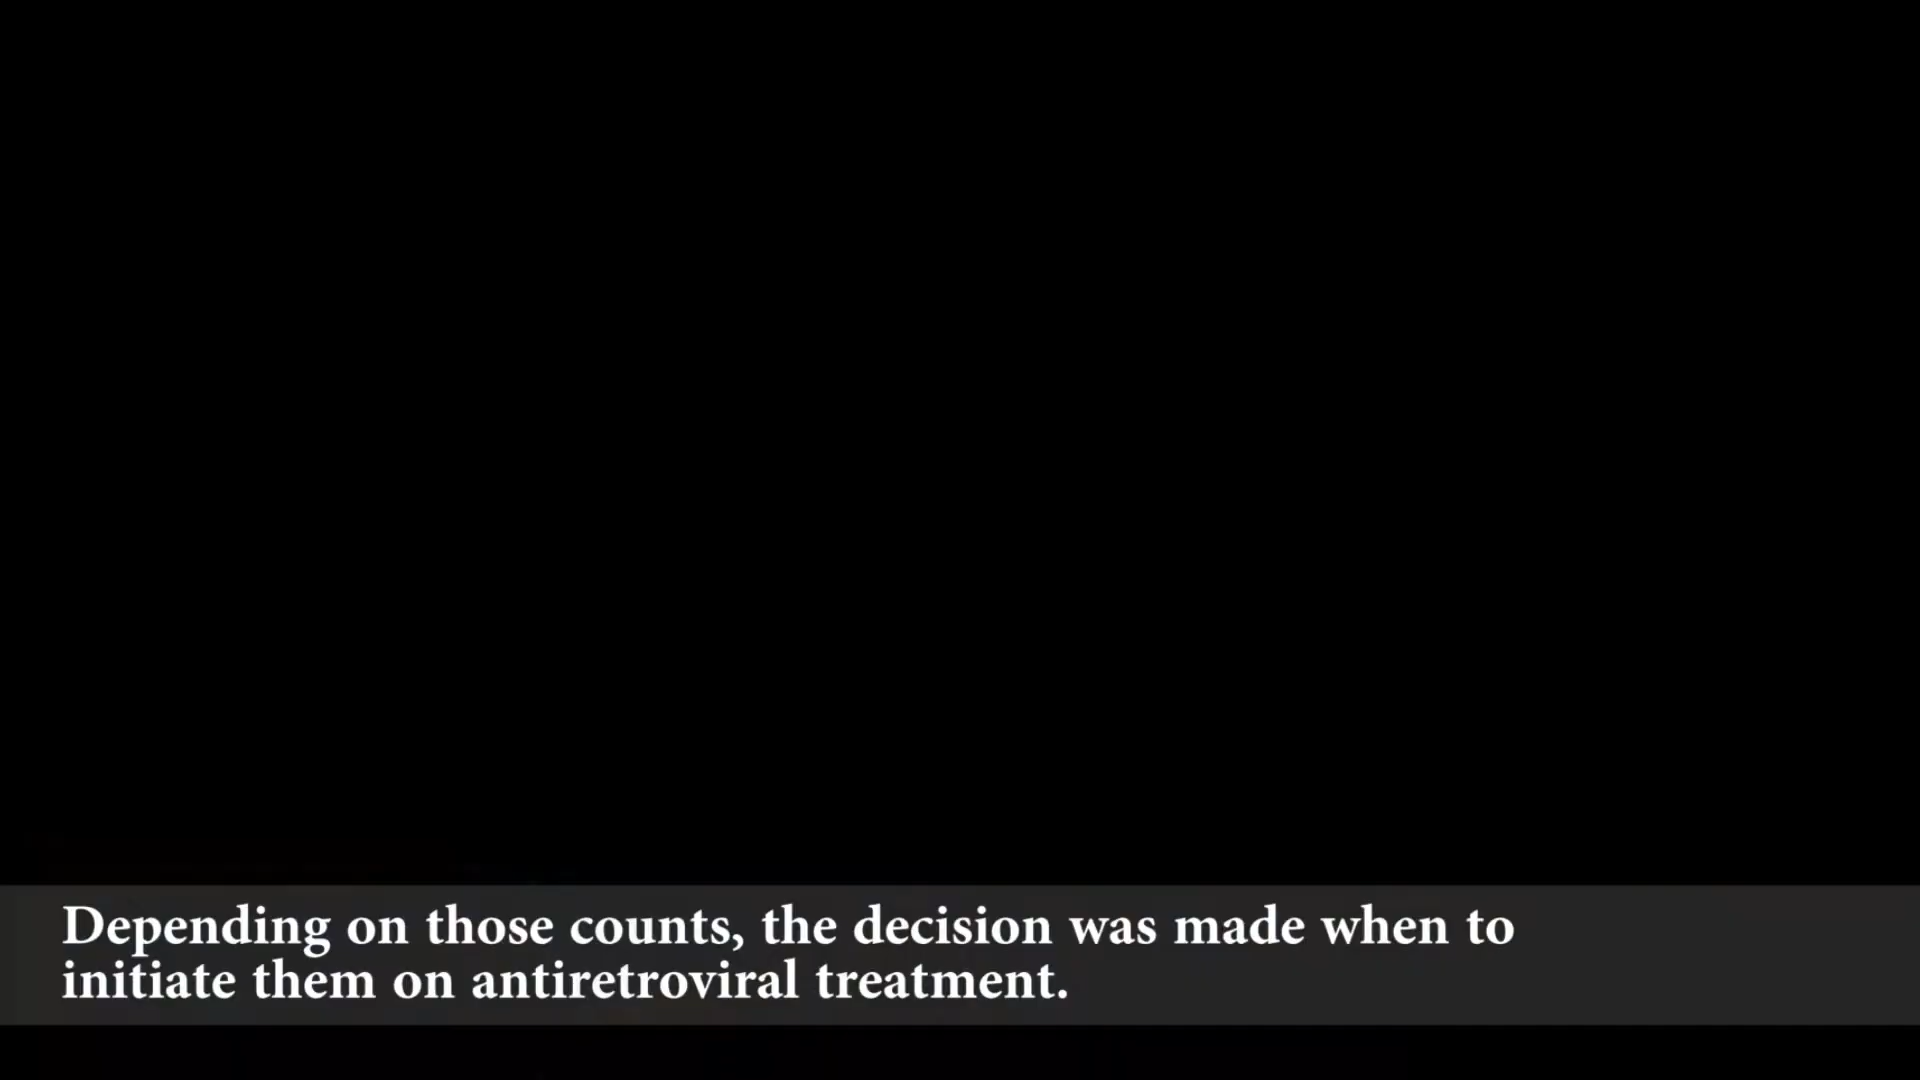 Depending on those counts, the decision was made when to
initiate them on antiretroviral treatment.